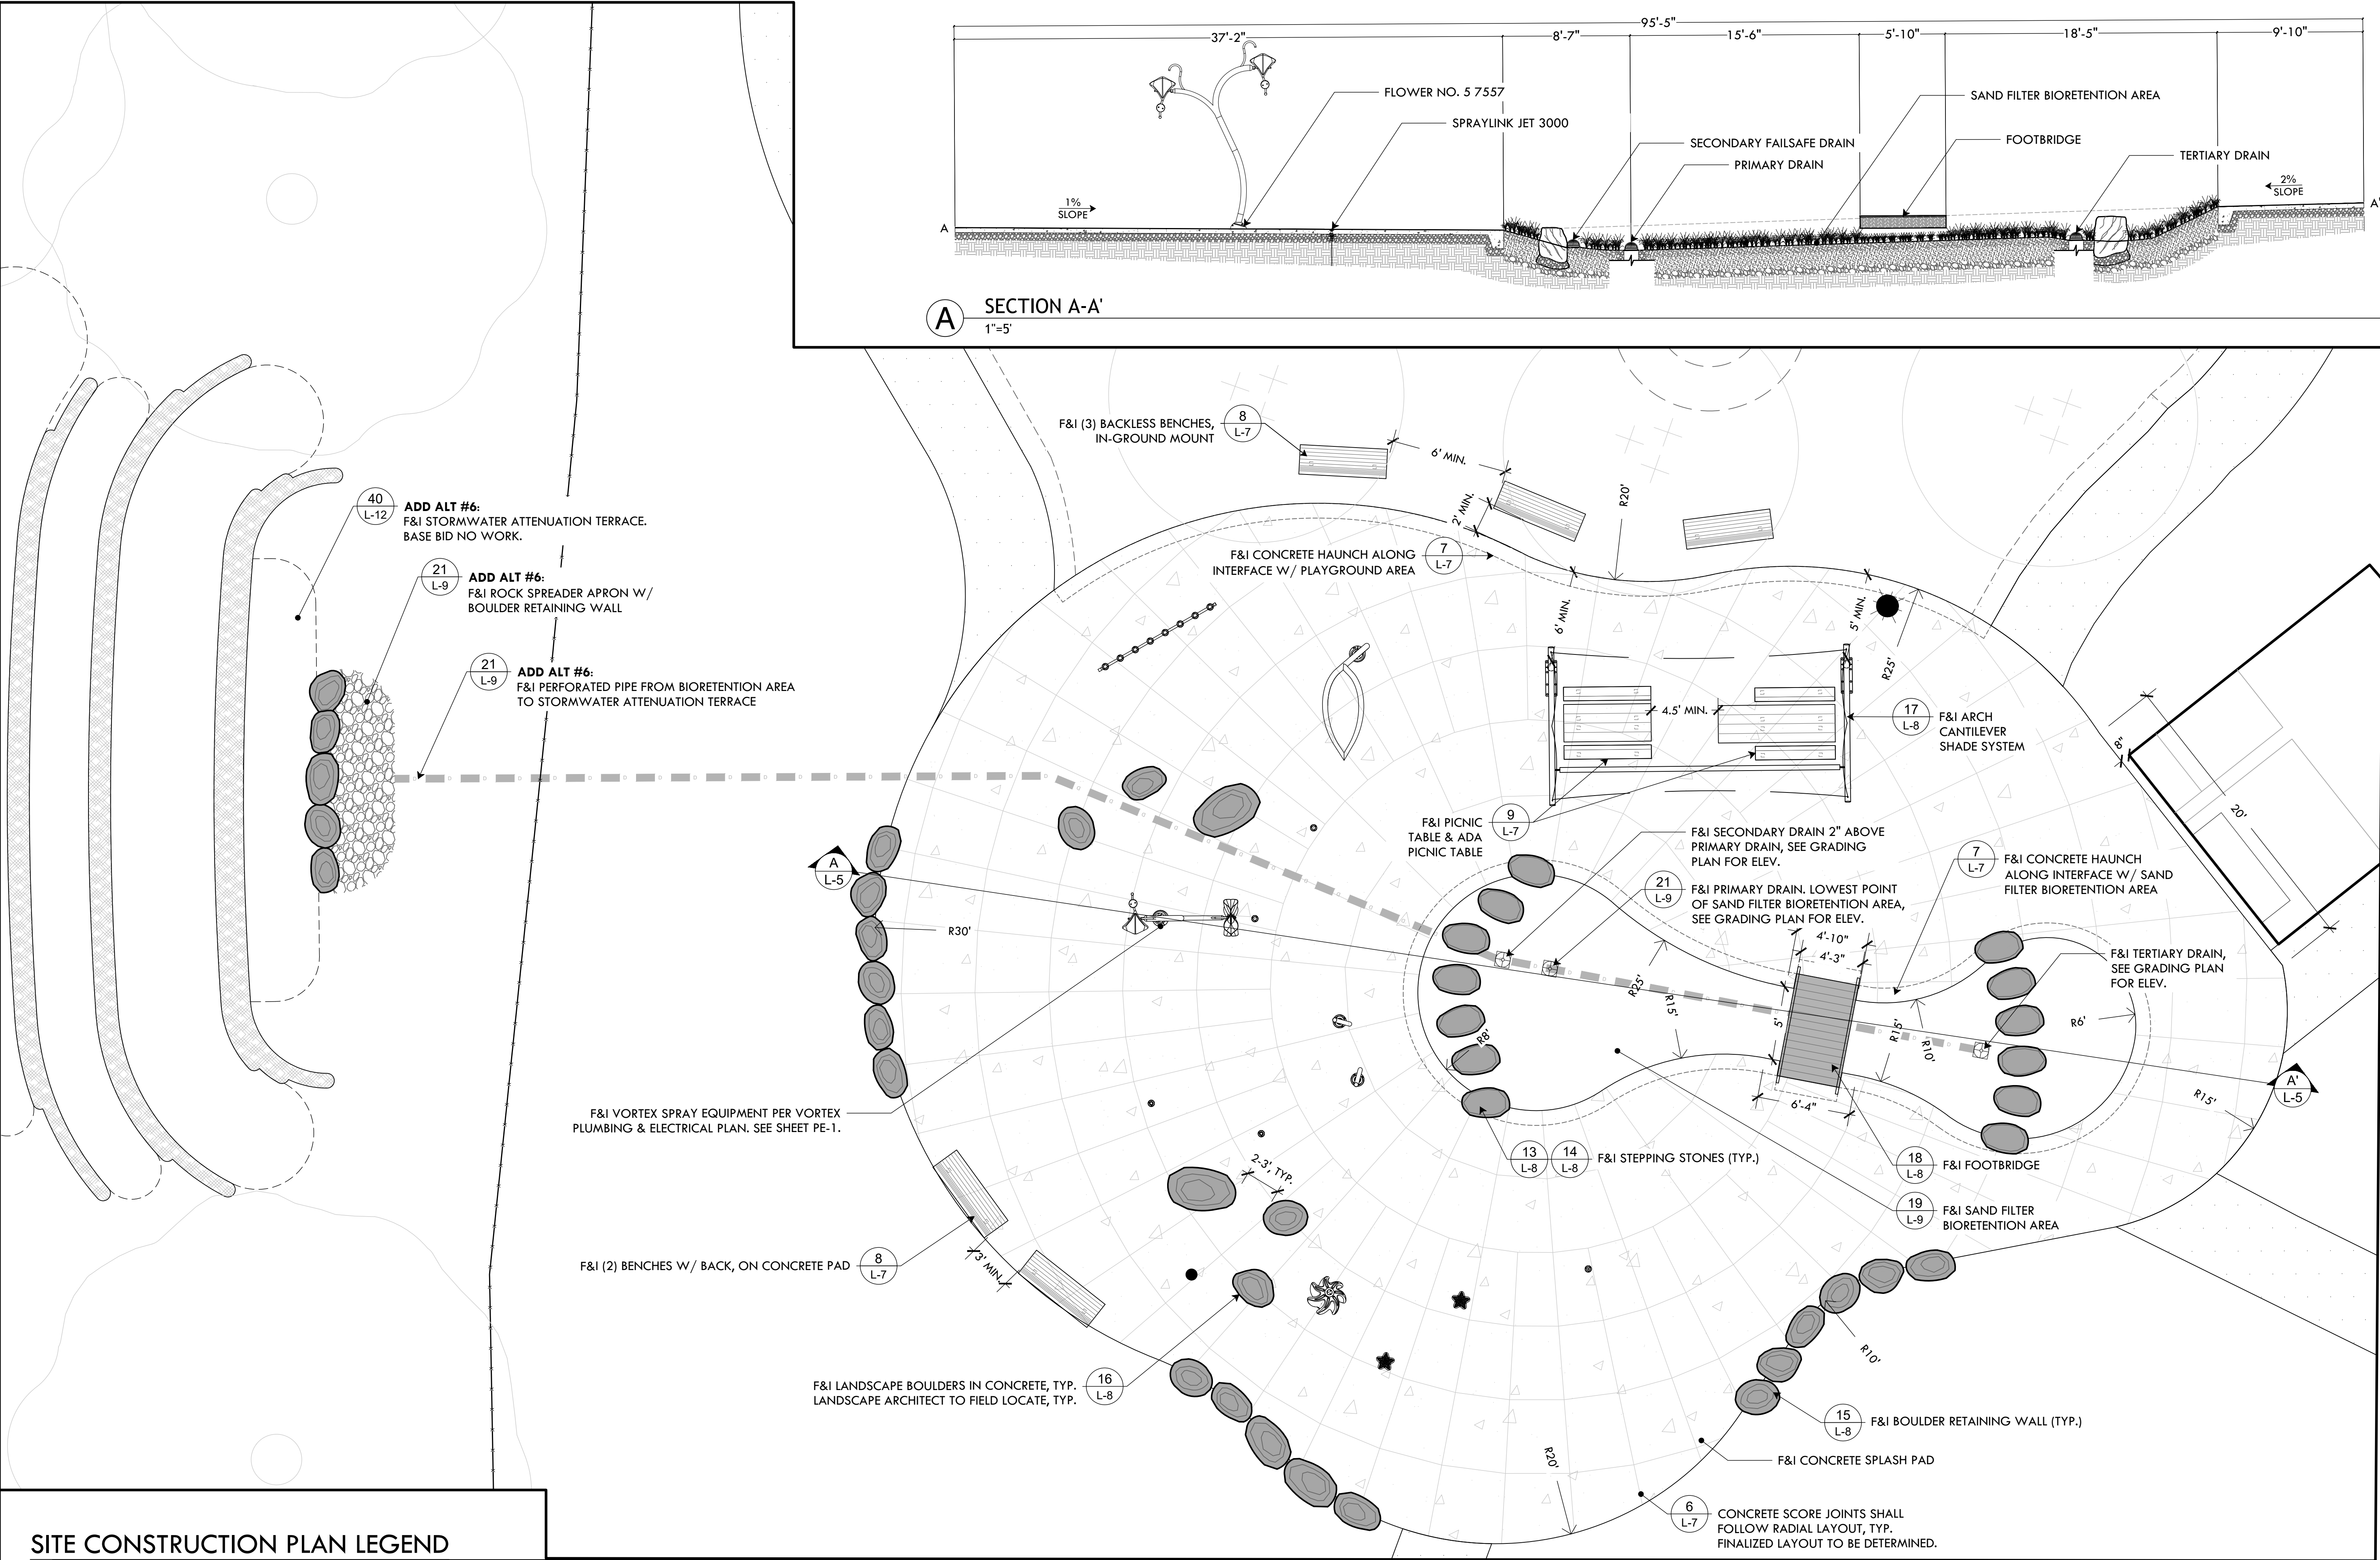 95'-5"
37'-2"
8'-7"
15'-6"
5'-10"
18'-5"
9'-10"
FLOWER NO. 5 7557
SPRAYLINK JET 3000
SECONDARY FAILSAFE DRAIN
PRIMARY DRAIN
SAND FILTER BIORETENTION AREA
FOOTBRIDGE
TERTIARY DRAIN
1%
SLOPE
2%
SLOPE
A
A'
A
SECTION A-A'
1"=5'
F&I (3) BACKLESS BENCHES,
IN-GROUND MOUNT
8
L-7
6' MIN.
2' MIN.
R20'
40
L-12
ADD ALT #6:
F&I STORMWATER ATTENUATION TERRACE.
BASE BID NO WORK.
21
L-9
ADD ALT #6:
F&I ROCK SPREADER APRON W/
BOULDER RETAINING WALL
21
L-9
ADD ALT #6:
F&I PERFORATED PIPE FROM BIORETENTION AREA
TO STORMWATER ATTENUATION TERRACE
F&I CONCRETE HAUNCH ALONG
INTERFACE W/ PLAYGROUND AREA
7
L-7
6' MIN.
5' MIN.
R25'
4.5' MIN.
17
L-8
F&I ARCH
CANTILEVER
SHADE SYSTEM
8"
20'
F&I PICNIC
TABLE & ADA
PICNIC TABLE
9
L-7
F&I SECONDARY DRAIN 2" ABOVE
PRIMARY DRAIN, SEE GRADING
PLAN FOR ELEV.
21
L-9
F&I PRIMARY DRAIN. LOWEST POINT
OF SAND FILTER BIORETENTION AREA,
SEE GRADING PLAN FOR ELEV.
7
L-7
F&I CONCRETE HAUNCH
ALONG INTERFACE W/ SAND
FILTER BIORETENTION AREA
A
L-5
R30'
4'-10"
4'-3"
F&I TERTIARY DRAIN,
SEE GRADING PLAN
FOR ELEV.
R25'
R15'
5'
R15'
R10'
R6'
R8'
6'-4"
A'
L-5
R15'
F&I VORTEX SPRAY EQUIPMENT PER VORTEX
PLUMBING & ELECTRICAL PLAN. SEE SHEET PE-1.
2-3', TYP.
13
L-8
14
L-8
F&I STEPPING STONES (TYP.)
18
L-8
F&I FOOTBRIDGE
19
L-9
F&I SAND FILTER
BIORETENTION AREA
F&I (2) BENCHES W/ BACK, ON CONCRETE PAD
8
L-7
3' MIN.
F&I LANDSCAPE BOULDERS IN CONCRETE, TYP.
LANDSCAPE ARCHITECT TO FIELD LOCATE, TYP.
16
L-8
R10'
15
L-8
F&I BOULDER RETAINING WALL (TYP.)
R20'
F&I CONCRETE SPLASH PAD
6
L-7
CONCRETE SCORE JOINTS SHALL
FOLLOW RADIAL LAYOUT, TYP.
FINALIZED LAYOUT TO BE DETERMINED.
SITE CONSTRUCTION PLAN LEGEND